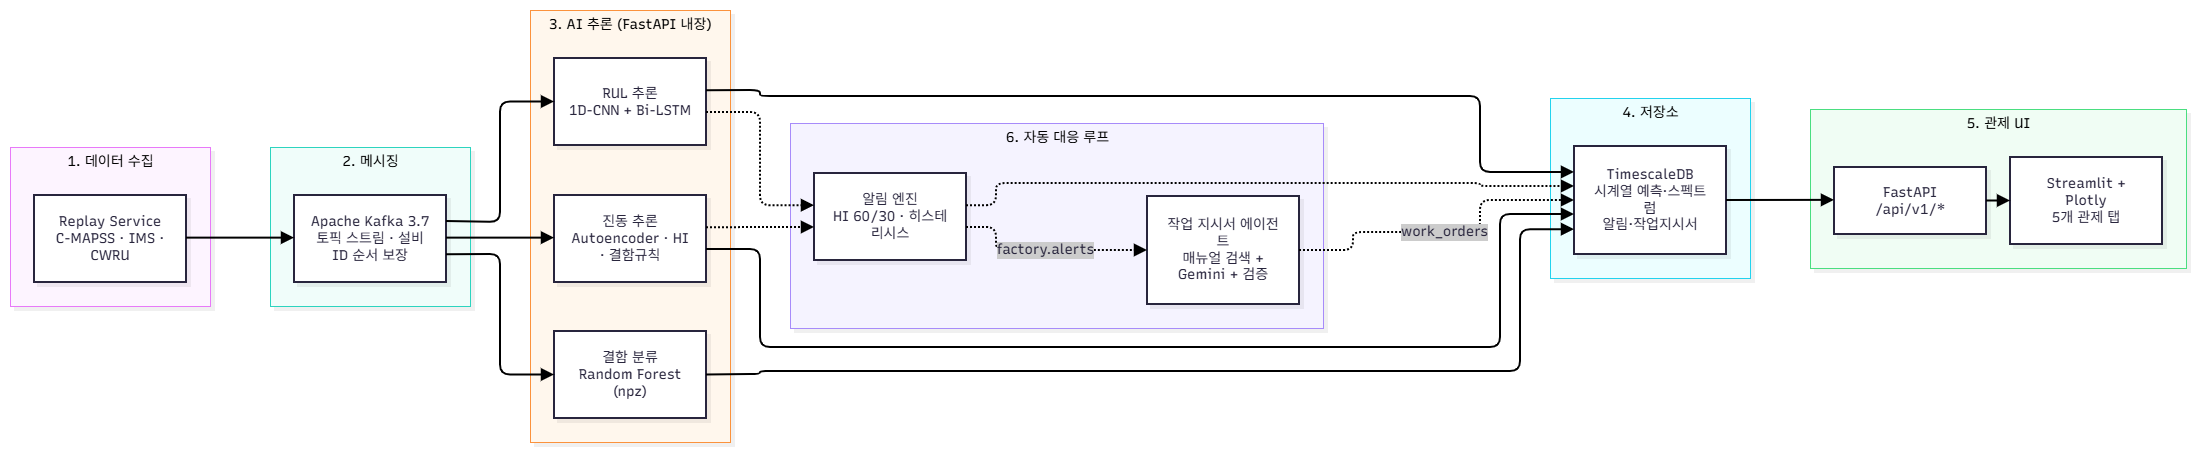 1. 데이터 수집
Replay Service
C-MAPSS · IMS ·
CWRU
2. 메시징
Apache Kafka 3.7
토픽 스트림 · 설비
ID 순서 보장
3. AI 추론 (FastAPI 내장)
RUL 추론
1D-CNN + Bi-LSTM
진동 추론
Autoencoder · HI
· 결함규칙
결함 분류
Random Forest
(npz)
6. 자동 대응 루프
알림 엔진
HI 60/30 · 히스테
리시스
factory.alerts
작업 지시서 에이전
트
매뉴얼 검색 +
Gemini + 검증
work_orders
4. 저장소
TimescaleDB
시계열 예측·스펙트
럼
알림·작업지시서
5. 관제 UI
FastAPI
/api/v1/*
Streamlit +
Plotly
5개 관제 탭